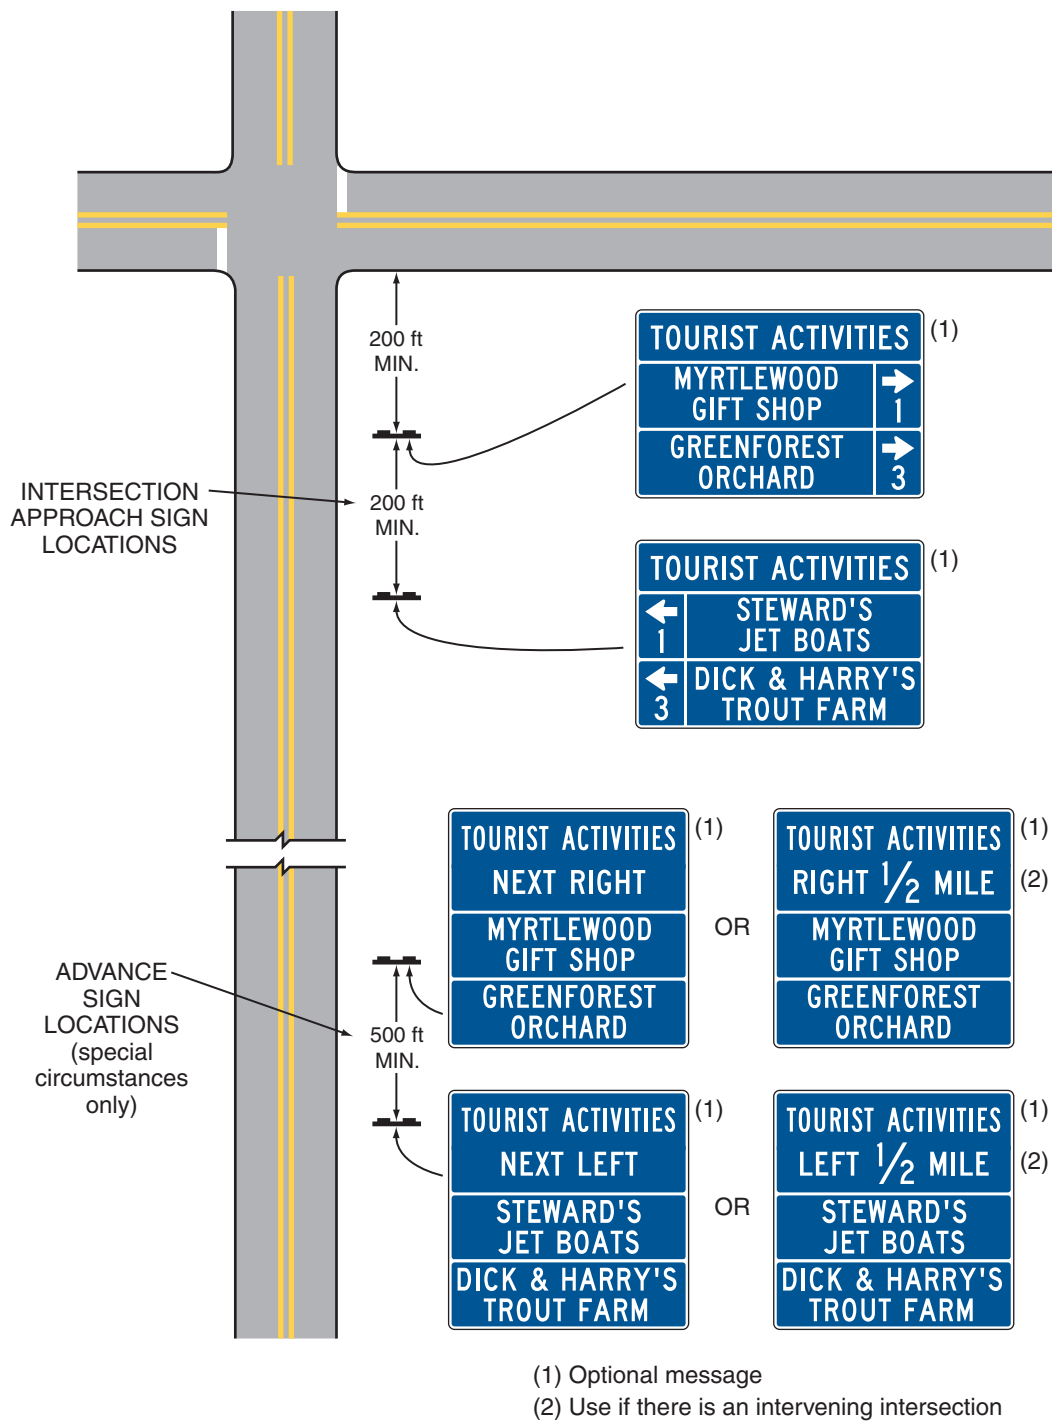 200 ft
MIN.
TOURIST ACTIVITIES
(1)
MYRTLEWOOD
GIFT SHOP
1
GREENFOREST
ORCHARD
3
INTERSECTION
APPROACH SIGN
LOCATIONS
200 ft
MIN.
TOURIST ACTIVITIES
(1)
1
STEWARD'S
JET BOATS
3
DICK & HARRY'S
TROUT FARM
TOURIST ACTIVITIES
(1)
NEXT RIGHT
MYRTLEWOOD
GIFT SHOP
GREENFOREST
ORCHARD
OR
TOURIST ACTIVITIES
(1)
RIGHT 1/2 MILE
(2)
MYRTLEWOOD
GIFT SHOP
GREENFOREST
ORCHARD
ADVANCE
SIGN
LOCATIONS
(special
circumstances
only)
500 ft
MIN.
TOURIST ACTIVITIES
(1)
NEXT LEFT
STEWARD'S
JET BOATS
DICK & HARRY'S
TROUT FARM
OR
TOURIST ACTIVITIES
(1)
LEFT 1/2 MILE
(2)
STEWARD'S
JET BOATS
DICK & HARRY'S
TROUT FARM
(1) Optional message
(2) Use if there is an intervening intersection